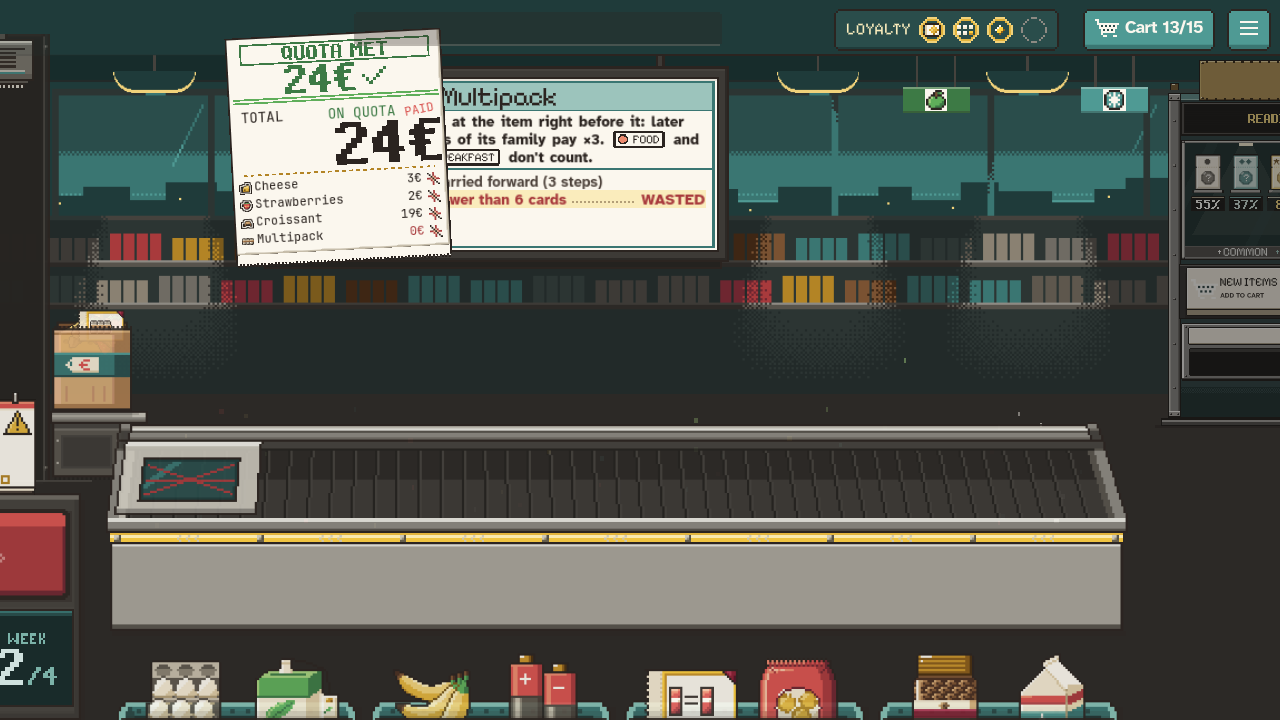 LOYALTY
Cart 13/15
QUOTA MET
24€
TOTAL ON QUOTA PAID
24€
Cheese 3€
Strawberries 2€
Croissant 19€
Multipack 0€
Multipack
at the item right before it: later
of its family pay ×3. FOOD and
don't count.
forward (3 steps)
than 6 cards WASTED
READ
55% 37% 8
COMMON
NEW ITEMS
ADD TO CART
€
WEEK
2/4